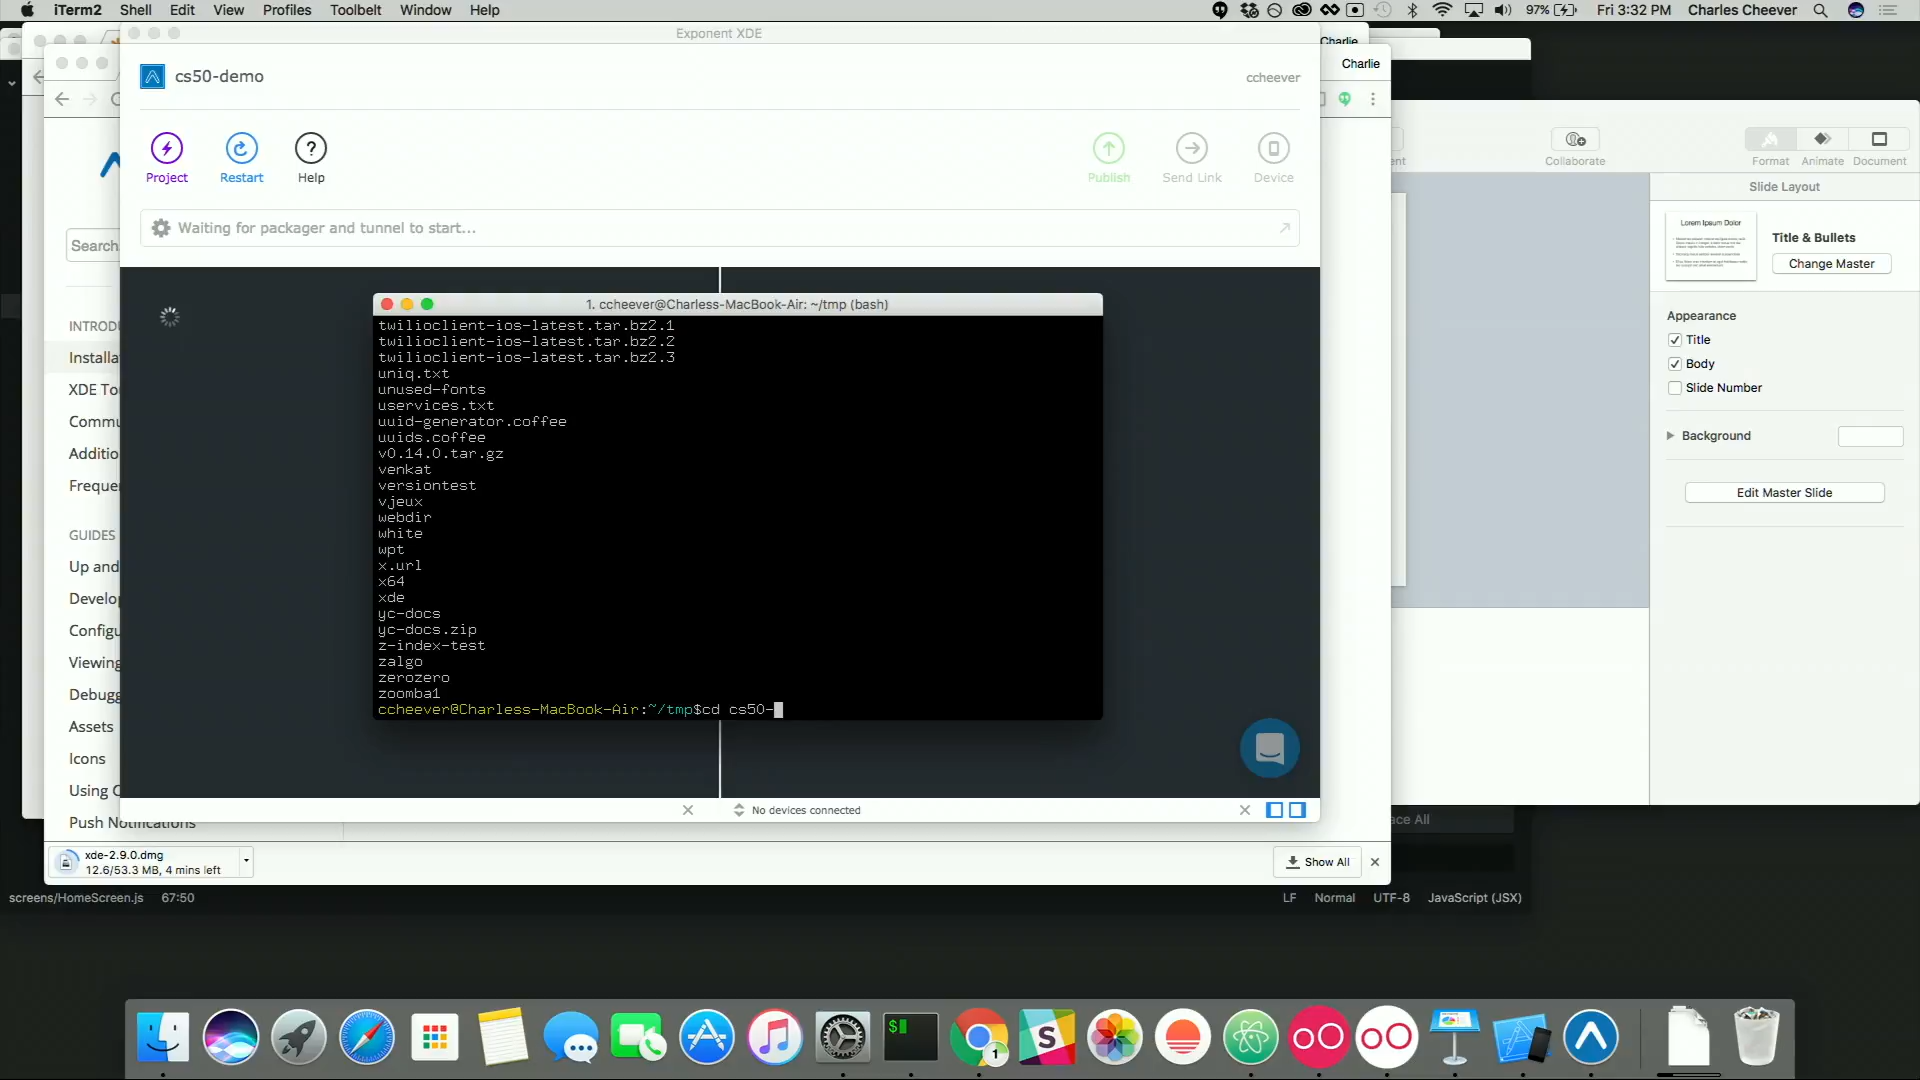 iTerm2 Shell Edit View Profiles Toolbelt Window Help
97% Fri 3:32 PM Charles Cheever
Exponent XDE
Charlie
Charlie
cs50-demo
ccheever
Project
Restart
Help
Publish
Send Link
Device
Waiting for packager and tunnel to start...
Collaborate
Format
Animate
Document
Slide Layout
Lorem Ipsum Dolor
Title & Bullets
Change Master
Appearance
Title
Body
Slide Number
Background
Edit Master Slide
Search
INTRODU
Installa
XDE To
Commu
Additio
Frequen
GUIDES
Up and
Develop
Configu
Viewing
Debugg
Assets
Icons
Using C
Push Notifications
1. ccheever@Charless-MacBook-Air: ~/tmp (bash)
twilioclient-ios-latest.tar.bz2.1
twilioclient-ios-latest.tar.bz2.2
twilioclient-ios-latest.tar.bz2.3
uniq.txt
unused-fonts
uservices.txt
uuid-generator.coffee
uuids.coffee
v0.14.0.tar.gz
venkat
versiontest
vjeux
webdir
white
wpt
x.url
x64
xde
yc-docs
yc-docs.zip
z-index-test
zalgo
zerozero
zoomba1
ccheever@Charless-MacBook-Air:~/tmp$cd cs50-
No devices connected
ace All
xde-2.9.0.dmg
12.6/53.3 MB, 4 mins left
Show All
screens/HomeScreen.js 67:50
LF Normal UTF-8 JavaScript (JSX)
$
1